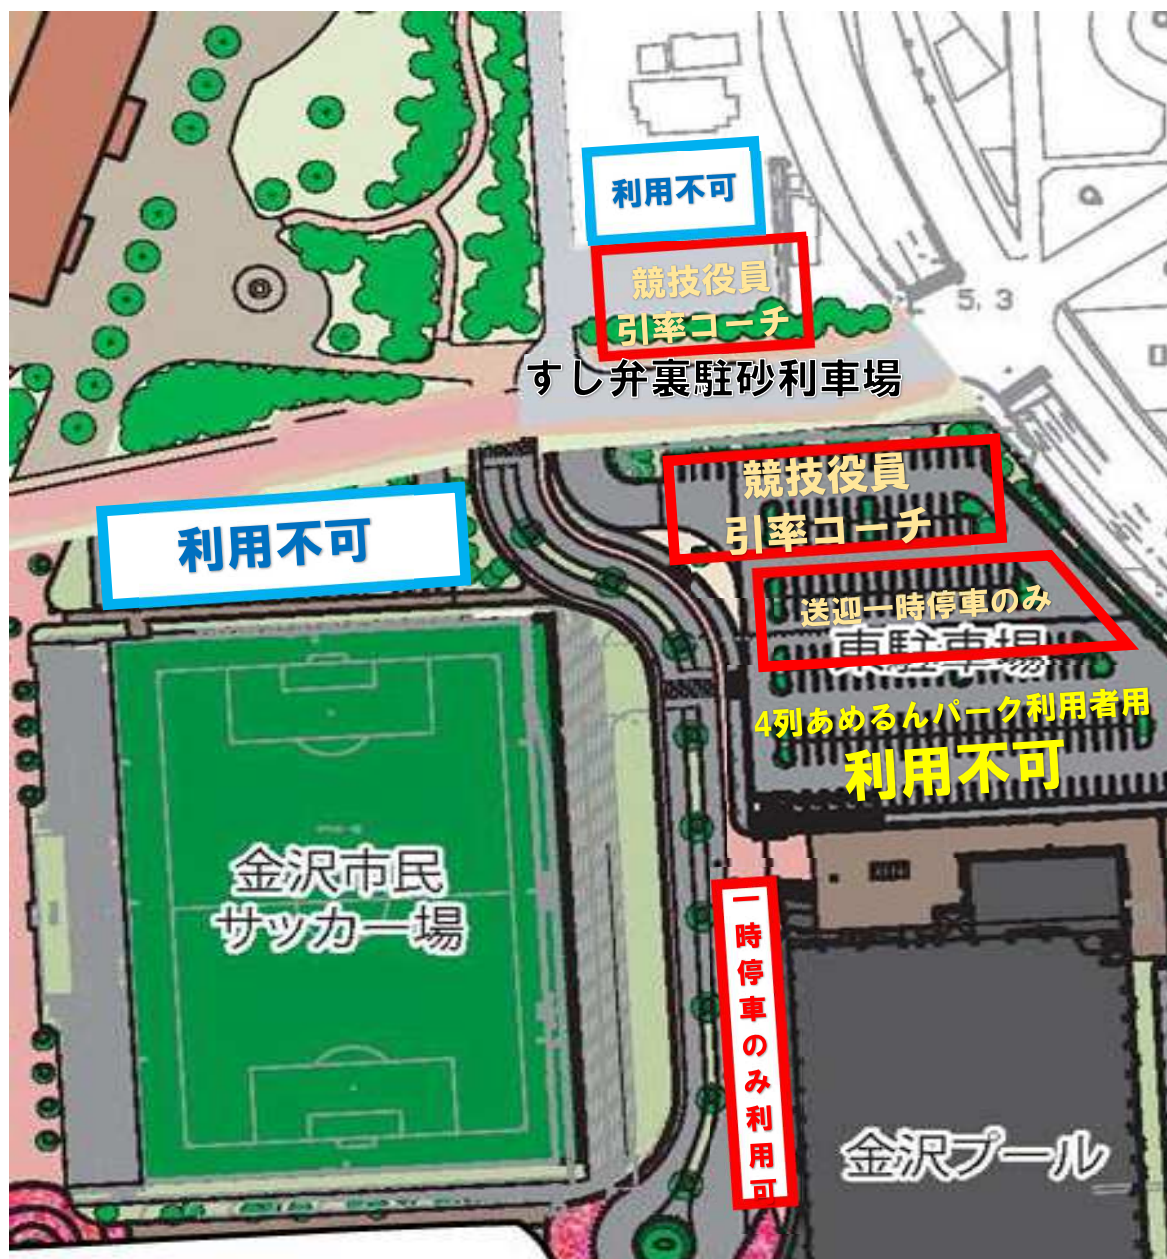 利用不可
競技役員
引率コーチ
5,3
すし弁裏駐砂利車場
競技役員
引率コーチ
利用不可
送迎一時停車のみ
東駐車場
4列あめるんパーク利用者用
利用不可
金沢市民
サッカー場
一時停車のみ利用可
金沢プール